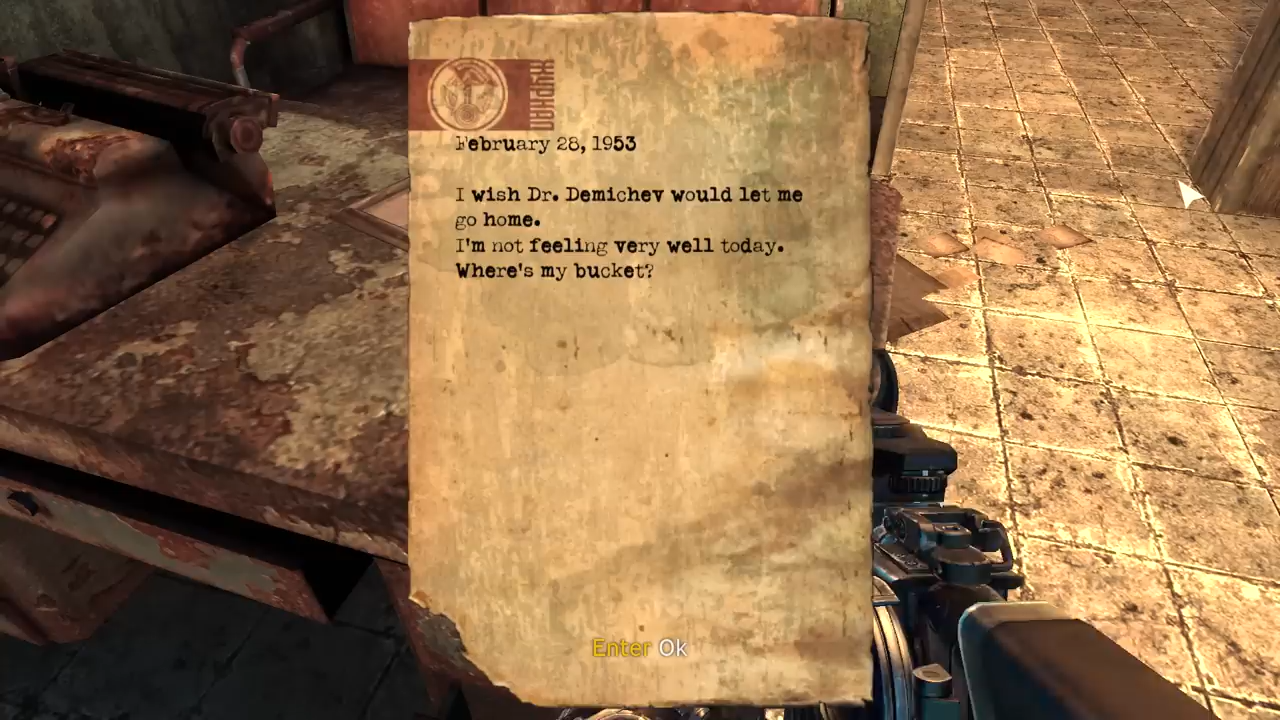 February 28, 1953
I wish Dr. Demichev would let me
go home.
I'm not feeling very well today.
Where's my bucket?
Enter Ok